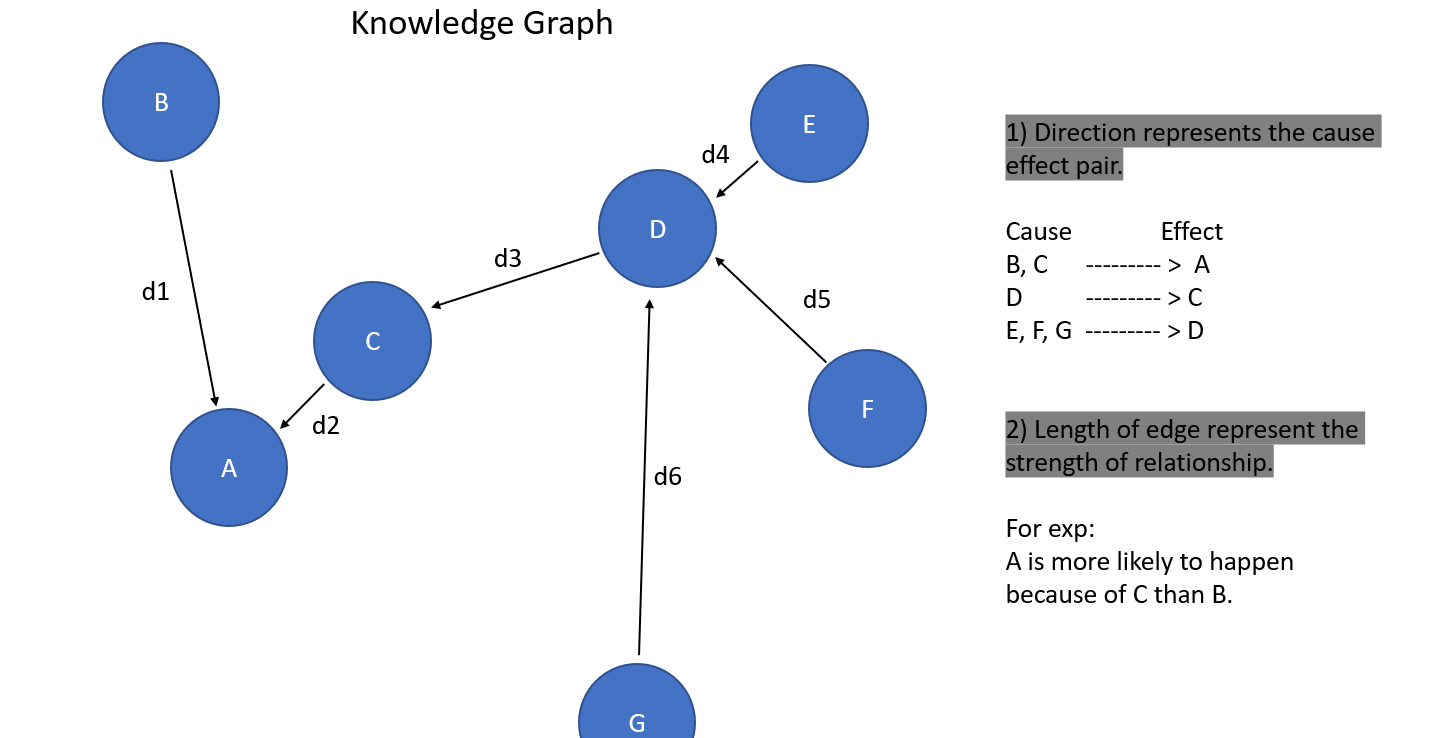 Knowledge Graph
B
E
d4
D
d3
d1
d5
C
d2
F
A
d6
G
1) Direction represents the cause
effect pair.
Cause Effect
B, C --------- > A
D --------- > C
E, F, G --------- > D
2) Length of edge represent the
strength of relationship.
For exp:
A is more likely to happen
because of C than B.